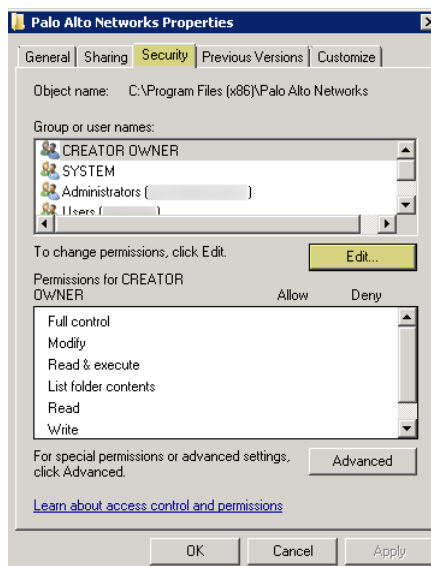 Palo Alto Networks Properties
General Sharing Security Previous Versions Customize
Object name: C:\Program Files (x86)\Palo Alto Networks
Group or user names:
CREATOR OWNER
SYSTEM
Administrators ( )
Users ( )
To change permissions, click Edit.
Edit...
Permissions for CREATOR
OWNER Allow Deny
Full control
Modify
Read & execute
List folder contents
Read
Write
For special permissions or advanced settings,
click Advanced.
Advanced
Learn about access control and permissions
OK Cancel Apply